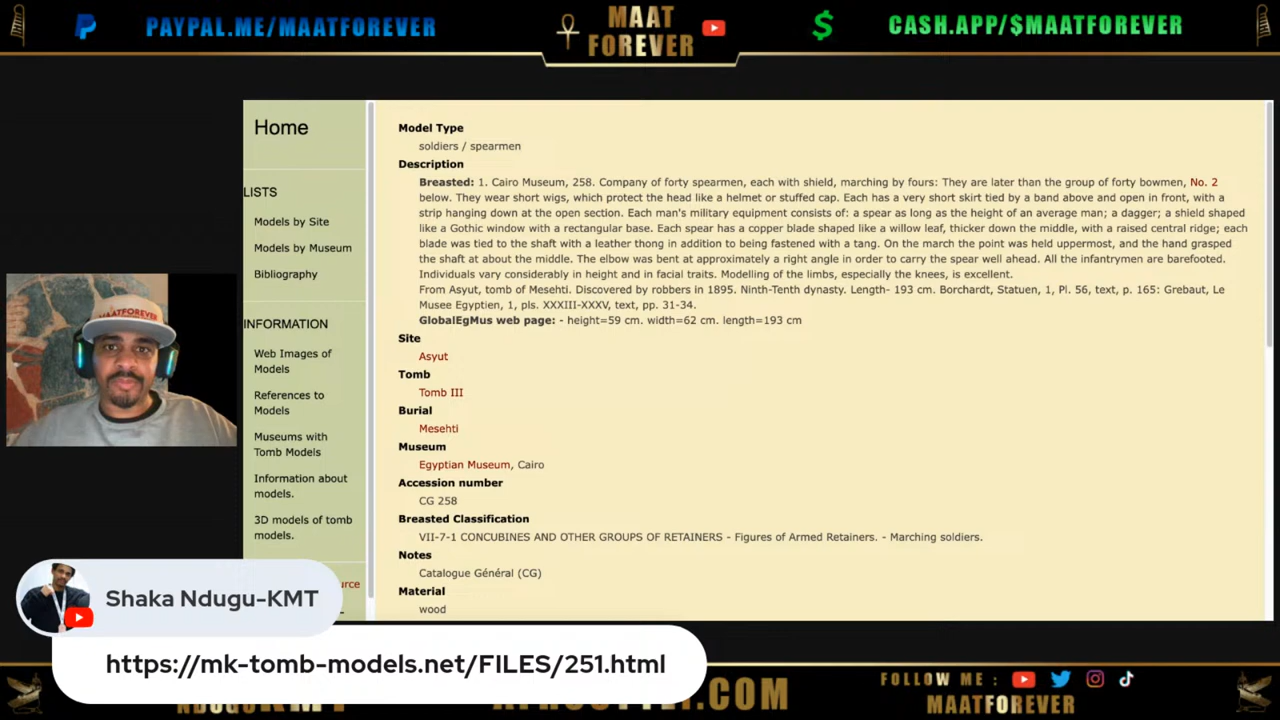 PAYPAL.ME/MAATFOREVER
MAAT
FOREVER
CASH.APP/$MAATFOREVER
Home
LISTS
Models by Site
Models by Museum
Bibliography
INFORMATION
Web Images of
Models
References to
Models
Museums with
Tomb Models
Information about
models.
3D models of tomb
models.
Model Type
soldiers / spearmen
Description
Breasted: 1. Cairo Museum, 258. Company of forty spearmen, each with shield, marching by fours: They are later than the group of forty bowmen, No. 2
below. They wear short wigs, which protect the head like a helmet or stuffed cap. Each has a very short skirt tied by a band above and open in front, with a
strip hanging down at the open section. Each man's military equipment consists of: a spear as long as the height of an average man; a dagger; a shield shaped
like a Gothic window with a rectangular base. Each spear has a copper blade shaped like a willow leaf, thicker down the middle, with a raised central ridge; each
blade was tied to the shaft with a leather thong in addition to being fastened with a tang. On the march the point was held uppermost, and the hand grasped
the shaft at about the middle. The elbow was bent at approximately a right angle in order to carry the spear well ahead. All the infantrymen are barefooted.
Individuals vary considerably in height and in facial traits. Modelling of the limbs, especially the knees, is excellent.
From Asyut, tomb of Mesehti. Discovered by robbers in 1895. Ninth-Tenth dynasty. Length- 193 cm. Borchardt, Statuen, 1, Pl. 56, text, p. 165: Grebaut, Le
Musee Egyptien, 1, pls. XXXIII-XXXV, text, pp. 31-34.
GlobalEgMus web page: - height=59 cm. width=62 cm. length=193 cm
Site
Asyut
Tomb
Tomb III
Burial
Mesehti
Museum
Egyptian Museum, Cairo
Accession number
CG 258
Breasted Classification
VII-7-1 CONCUBINES AND OTHER GROUPS OF RETAINERS - Figures of Armed Retainers. - Marching soldiers.
Notes
Catalogue Général (CG)
Material
wood
MAATFOREVER
Shaka Ndugu-KMT
https://mk-tomb-models.net/FILES/251.html
FOLLOW ME :
MAATFOREVER